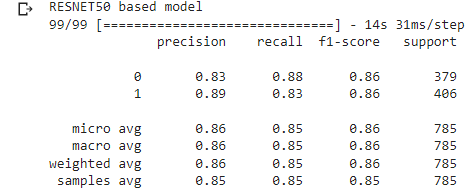 RESNET50 based model
99/99 [==============================] - 14s 31ms/step
precision recall f1-score support
0 0.83 0.88 0.86 379
1 0.89 0.83 0.86 406
micro avg 0.86 0.85 0.86 785
macro avg 0.86 0.85 0.86 785
weighted avg 0.86 0.85 0.86 785
samples avg 0.85 0.85 0.85 785